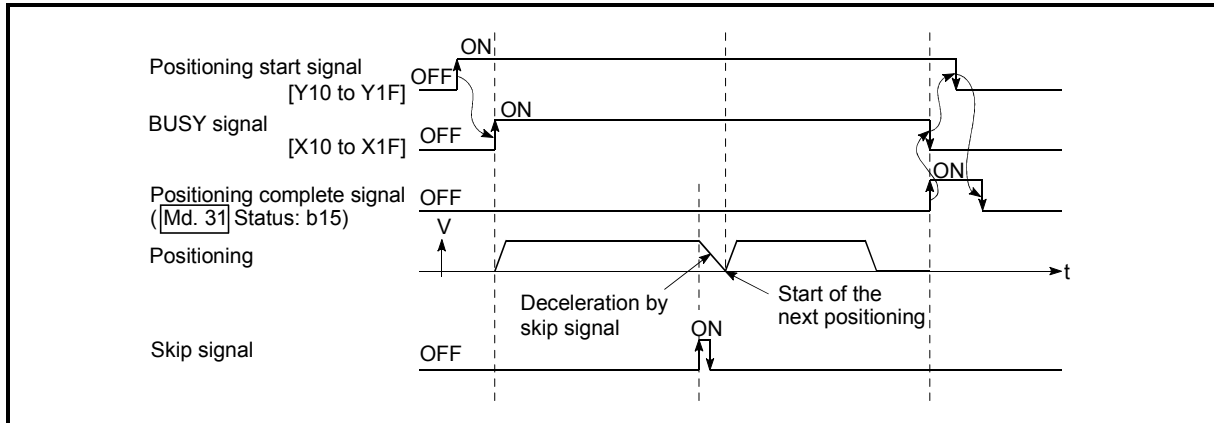 ON
Positioning start signal
OFF
[Y10 to Y1F]
ON
BUSY signal
OFF
[X10 to X1F]
ON
Positioning complete signal
OFF
( Md. 31 Status: b15)
V
Positioning
t
Deceleration by
skip signal
Start of the
next positioning
ON
Skip signal
OFF